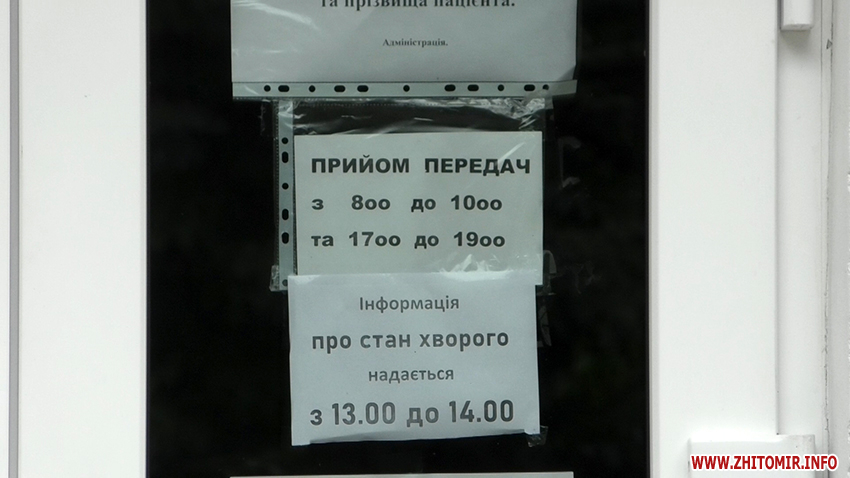 та прізвища пацієнта.
Адміністрація.
ПРИЙОМ ПЕРЕДАЧ
з 8оо до 10оо
та 17оо до 19оо
Інформація
про стан хворого
надається
з 13.00 до 14.00
WWW.ZHITOMIR.INFO